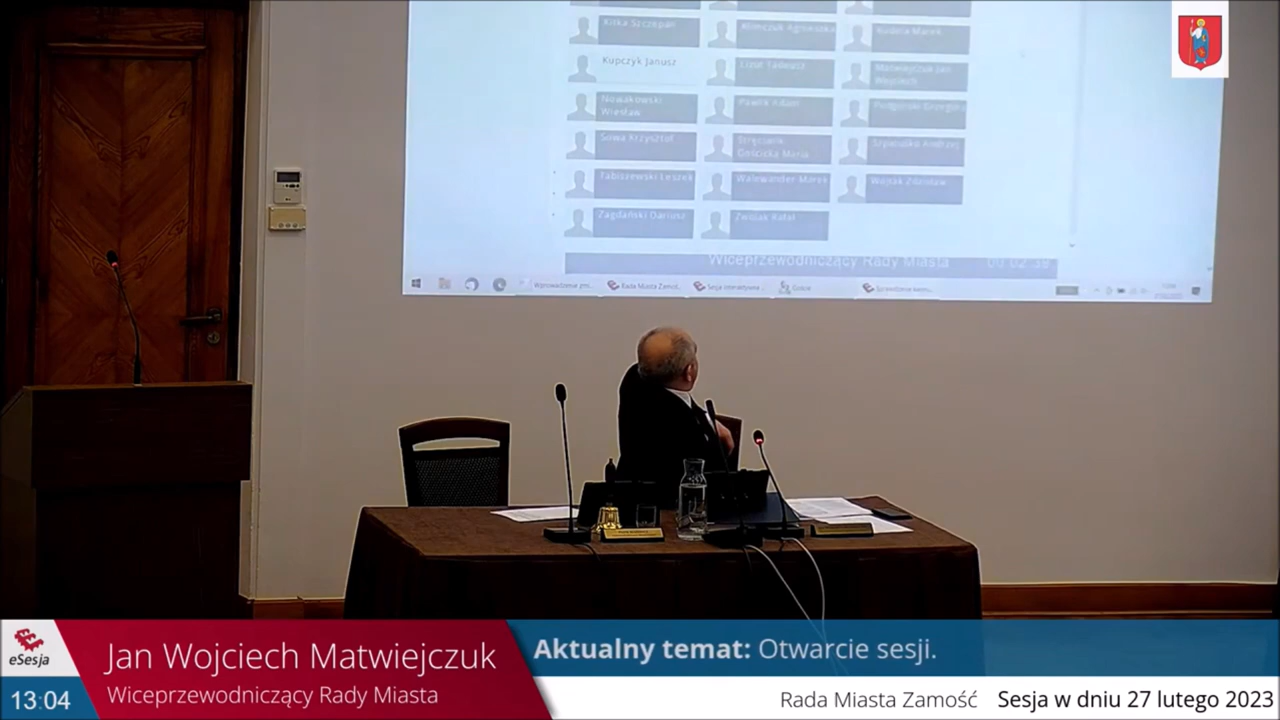 Kitka Szczepan
Klimczuk Agnieszka
Kudela Marek
Kupczyk Janusz
Lizut Tadeusz
Matwiejczuk Jan
Wojciech
Nowakowski
Wiesław
Pawlik Adam
Podgórski Grzegorz
Sowa Krzysztof
Stręciwilk-
Gościcka Maria
Szpatuśko Andrzej
Tabiszewski Leszek
Walewander Marek
Wojtak Zdzisław
Zagdański Dariusz
Zwolak Rafał
Wiceprzewodniczący Rady Miasta
eSesja
13:04
Jan Wojciech Matwiejczuk
Wiceprzewodniczący Rady Miasta
Aktualny temat: Otwarcie sesji.
Rada Miasta Zamość Sesja w dniu 27 lutego 2023